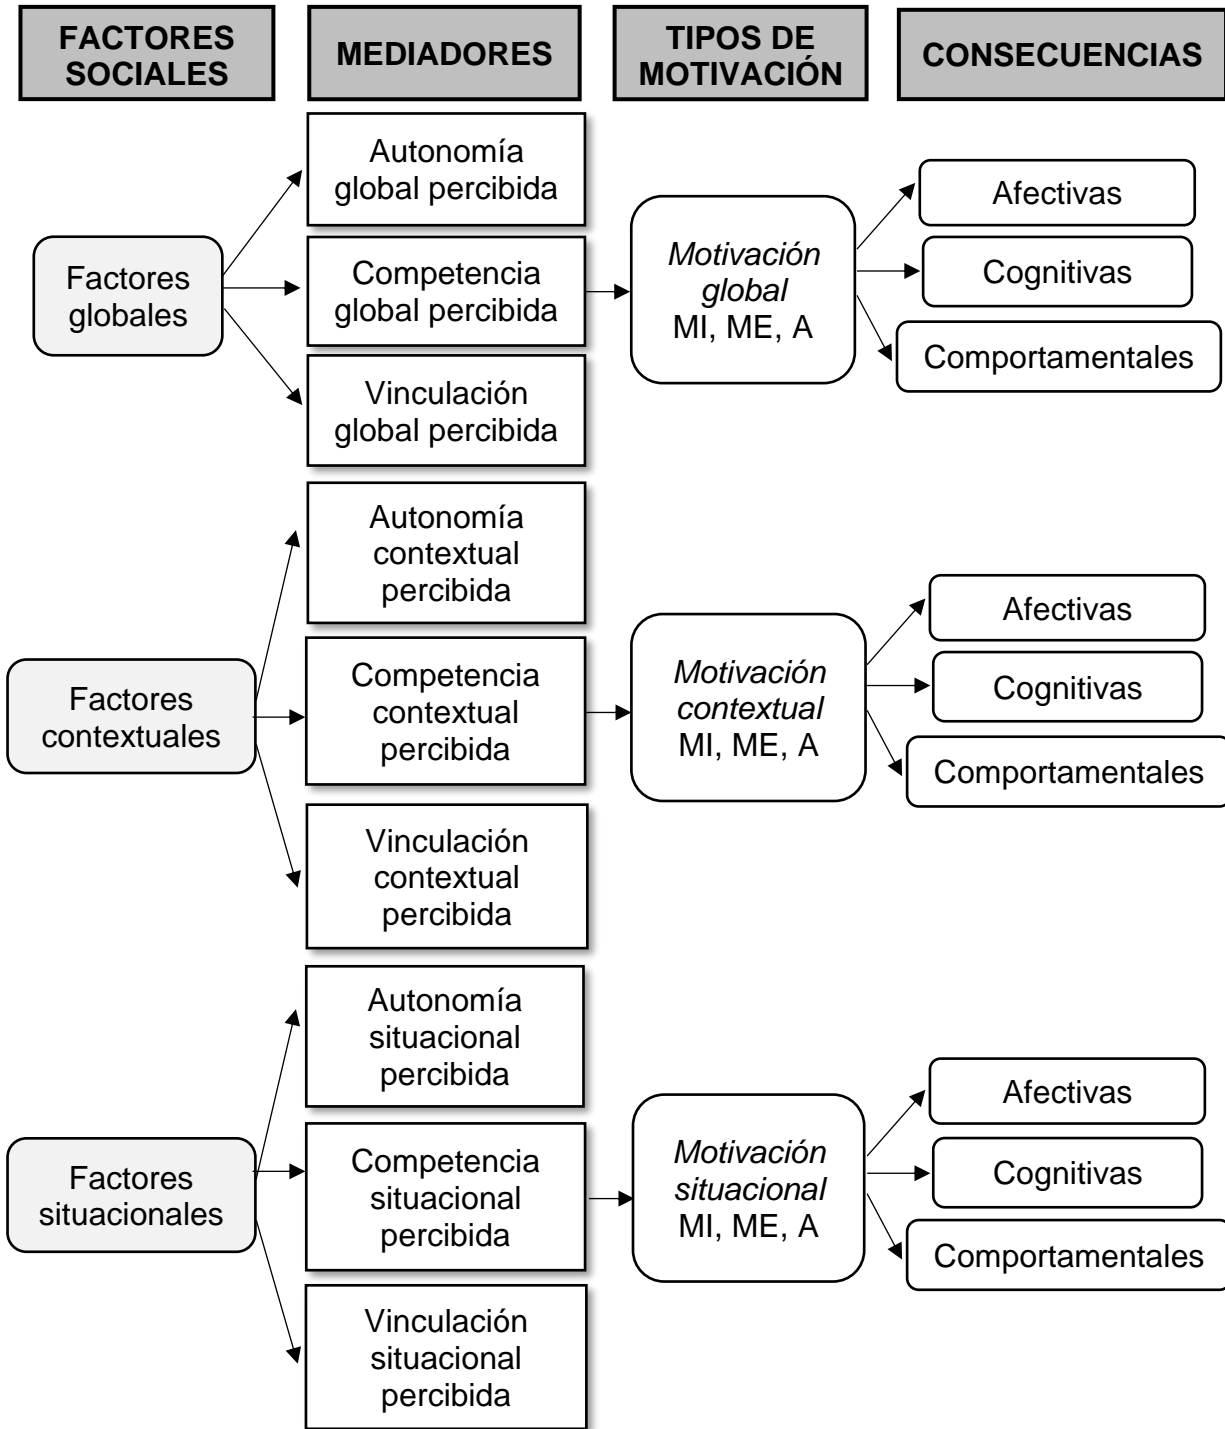 FACTORES
SOCIALES
MEDIADORES
TIPOS DE
MOTIVACIÓN
CONSECUENCIAS
Factores
globales
Autonomía
global percibida
Competencia
global percibida
Vinculación
global percibida
Motivación
global
MI, ME, A
Afectivas
Cognitivas
Comportamentales
Factores
contextuales
Autonomía
contextual
percibida
Competencia
contextual
percibida
Vinculación
contextual
percibida
Motivación
contextual
MI, ME, A
Afectivas
Cognitivas
Comportamentales
Factores
situacionales
Autonomía
situacional
percibida
Competencia
situacional
percibida
Vinculación
situacional
percibida
Motivación
situacional
MI, ME, A
Afectivas
Cognitivas
Comportamentales